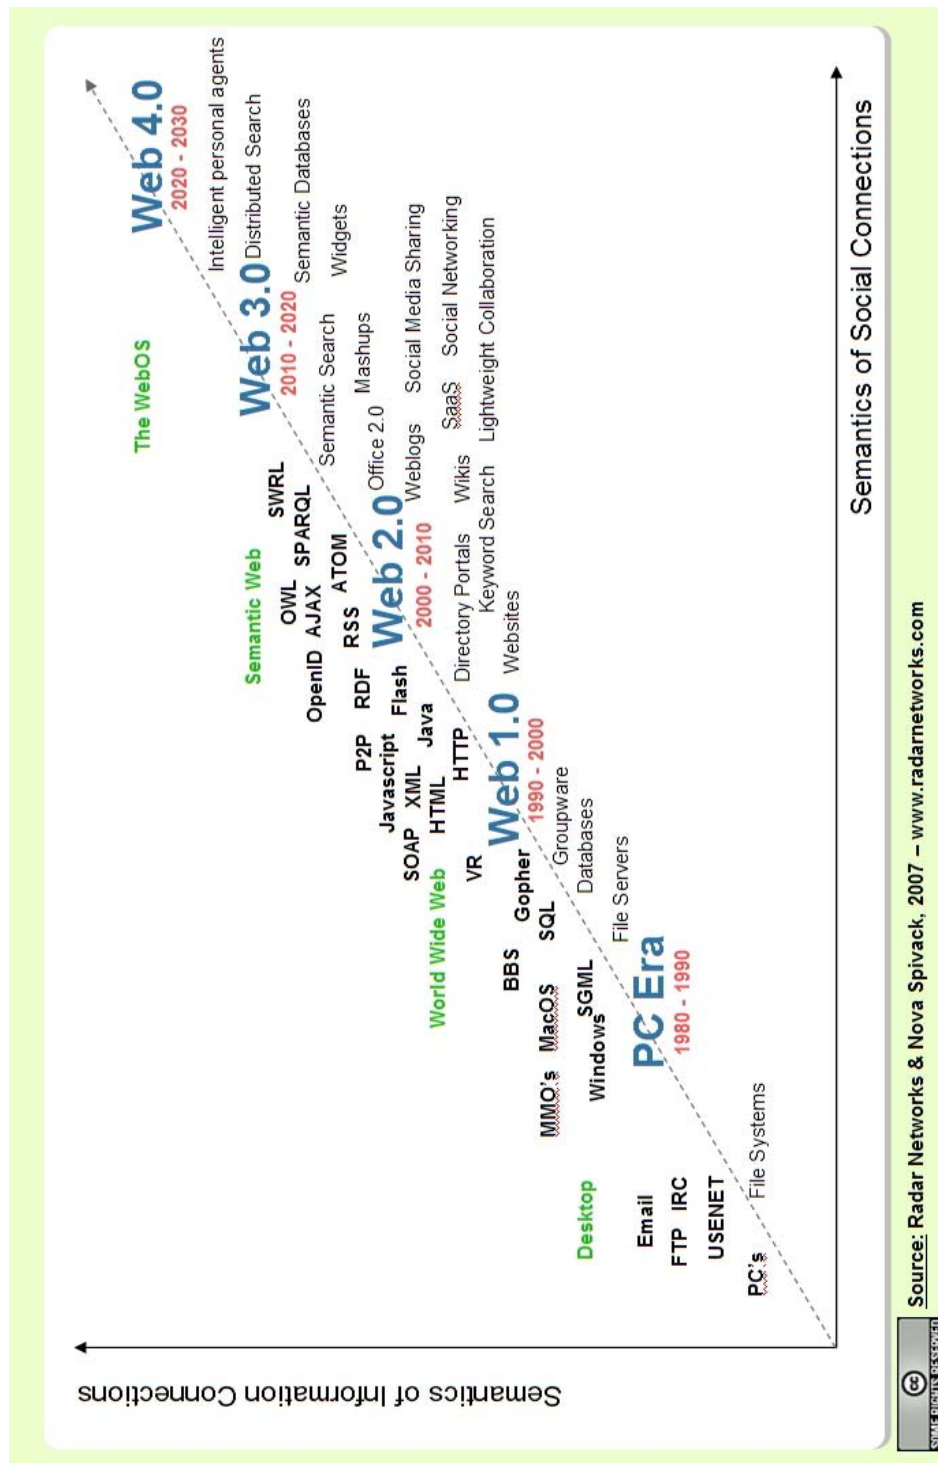 Semantics of Information Connections
Semantics of Social Connections
Web 4.0
2020 - 2030
The WebOS
Intelligent personal agents
Web 3.0
2010 - 2020
Distributed Search
Semantic Databases
Widgets
Semantic Web
SWRL
OWL SPARQL
OpenID AJAX
ATOM
RSS
P2P RDF
Javascript Flash
SOAP XML Java
HTML HTTP
VR
Semantic Search
Mashups
Office 2.0
Web 2.0
2000 - 2010
Weblogs Social Media Sharing
SaaS Social Networking
Lightweight Collaboration
Directory Portals Wikis
Keyword Search
Websites
World Wide Web
Web 1.0
1990 - 2000
Gopher
BBS
SQL
MMO's MacOS
SGML
Windows
Groupware
Databases
File Servers
PC Era
1980 - 1990
Desktop
Email
FTP IRC
USENET
PC's
File Systems
cc
SOME RIGHTS RESERVED
Source: Radar Networks & Nova Spivack, 2007 – www.radarnetworks.com